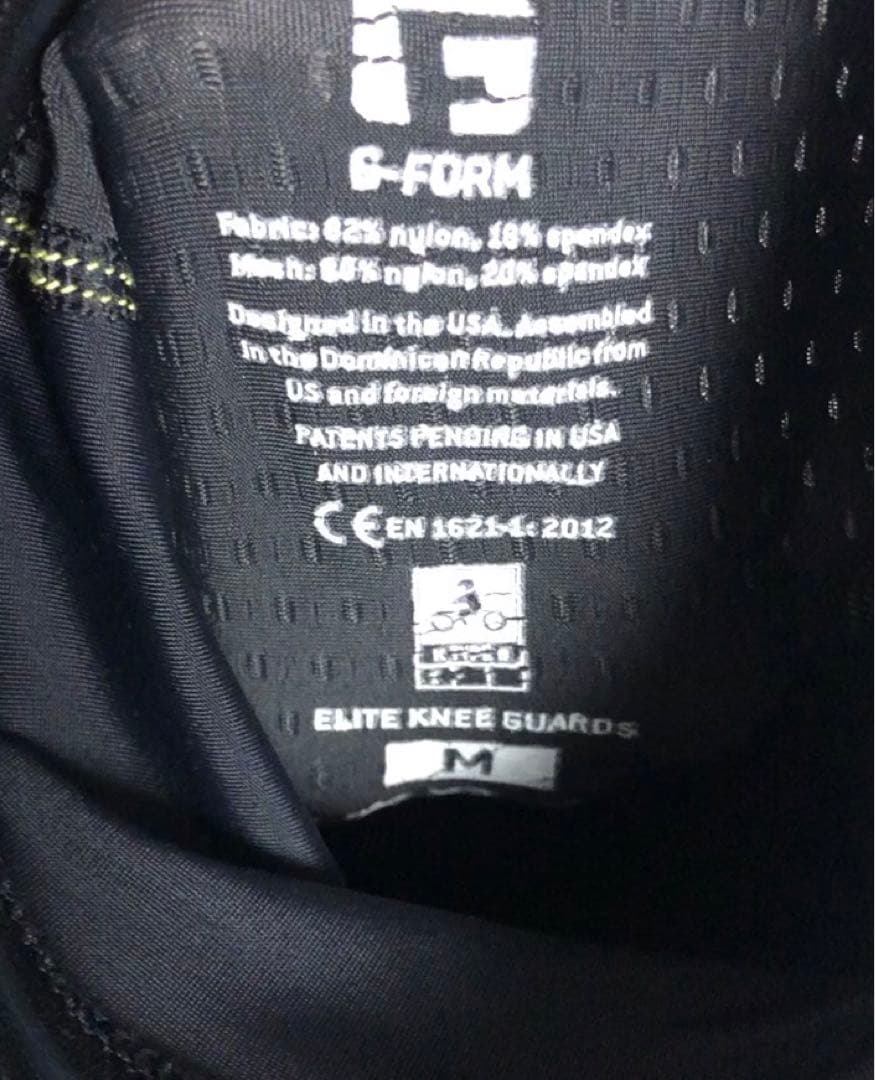 G-FORM
Fabric: 82% nylon, 18% spandex
Mesh: 80% nylon, 20% spandex
Designed in the USA. Assembled
in the Dominican Republic from
US and foreign materials.
PATENTS PENDING IN USA
AND INTERNATIONALLY
CE EN 1621-1: 2012
ELITE KNEE GUARDS
M